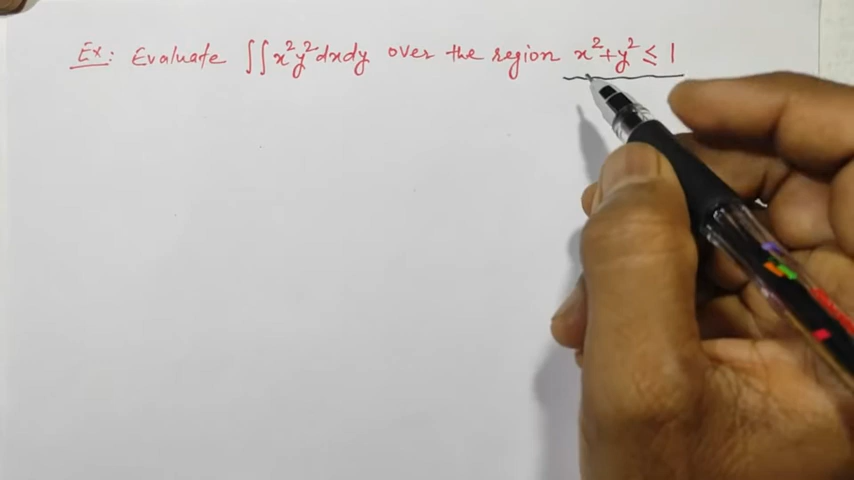 Ex: Evaluate ∫∫x²y²dxdy over the region x²+y² ≤ 1